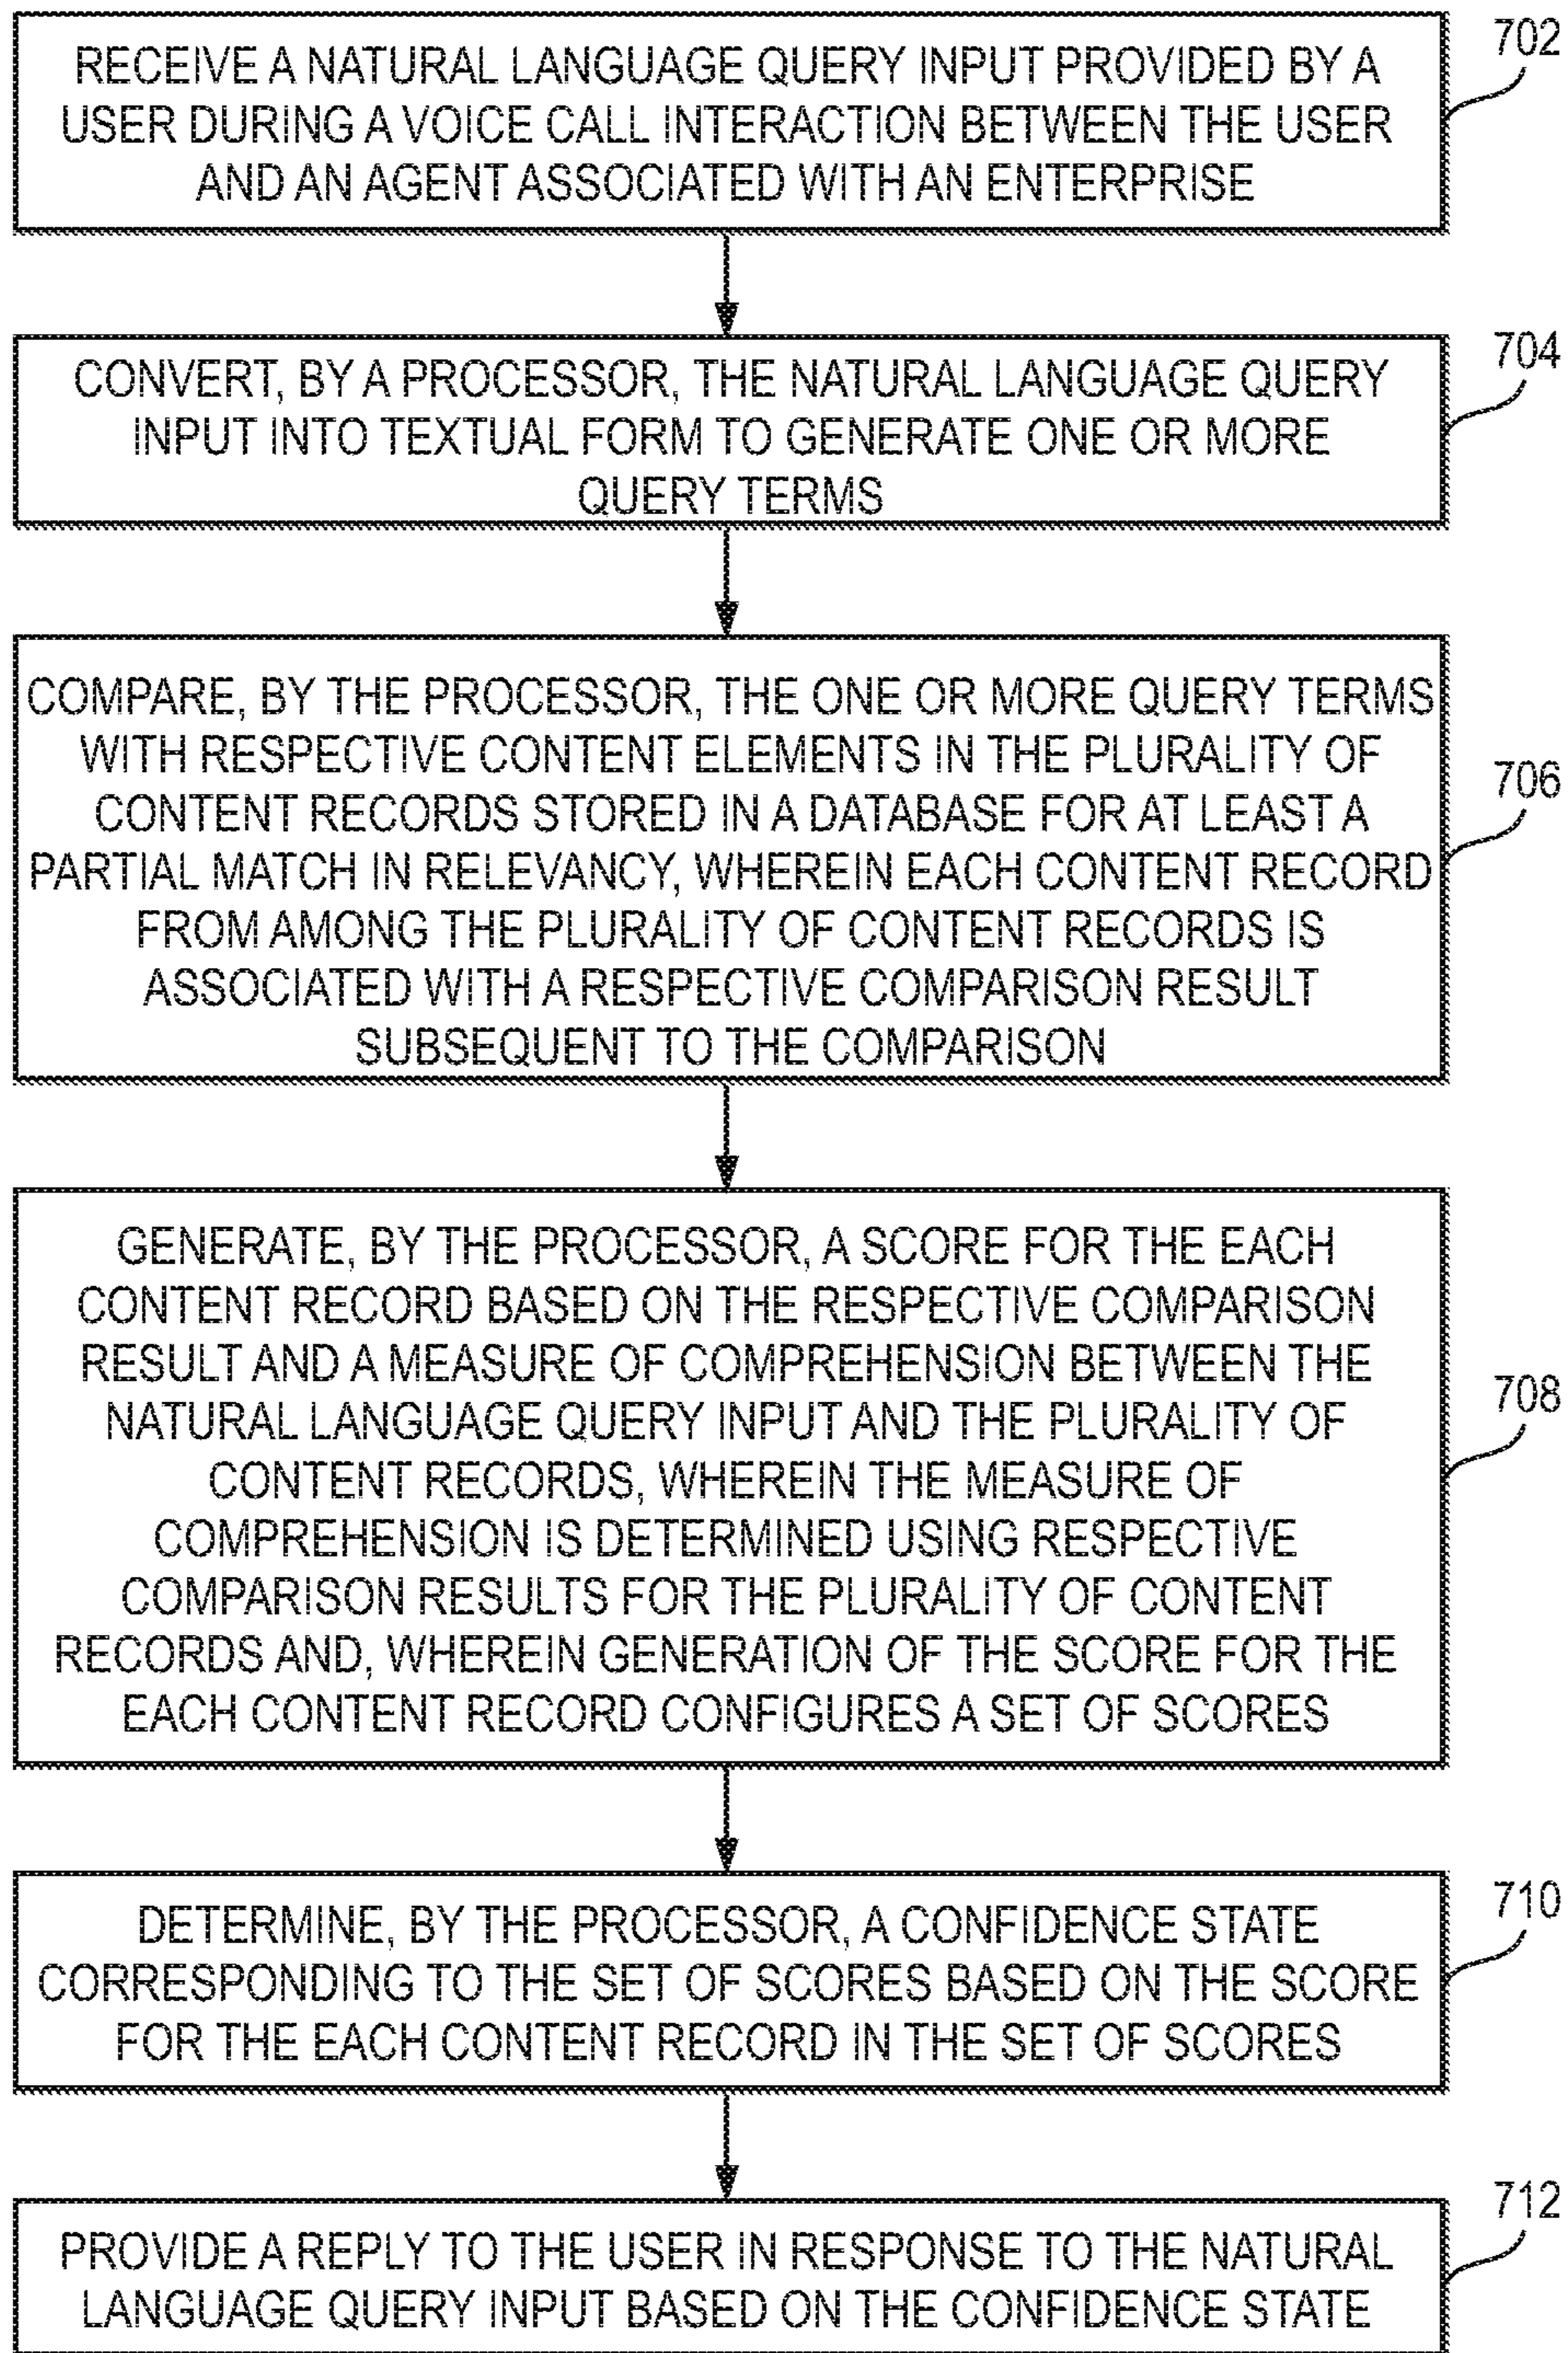 RECEIVE A NATURAL LANGUAGE QUERY INPUT PROVIDED BY A
USER DURING A VOICE CALL INTERACTION BETWEEN THE USER
AND AN AGENT ASSOCIATED WITH AN ENTERPRISE
702
CONVERT, BY A PROCESSOR, THE NATURAL LANGUAGE QUERY
INPUT INTO TEXTUAL FORM TO GENERATE ONE OR MORE
QUERY TERMS
704
COMPARE, BY THE PROCESSOR, THE ONE OR MORE QUERY TERMS
WITH RESPECTIVE CONTENT ELEMENTS IN THE PLURALITY OF
CONTENT RECORDS STORED IN A DATABASE FOR AT LEAST A
PARTIAL MATCH IN RELEVANCY, WHEREIN EACH CONTENT RECORD
FROM AMONG THE PLURALITY OF CONTENT RECORDS IS
ASSOCIATED WITH A RESPECTIVE COMPARISON RESULT
SUBSEQUENT TO THE COMPARISON
706
GENERATE, BY THE PROCESSOR, A SCORE FOR THE EACH
CONTENT RECORD BASED ON THE RESPECTIVE COMPARISON
RESULT AND A MEASURE OF COMPREHENSION BETWEEN THE
NATURAL LANGUAGE QUERY INPUT AND THE PLURALITY OF
CONTENT RECORDS, WHEREIN THE MEASURE OF
COMPREHENSION IS DETERMINED USING RESPECTIVE
COMPARISON RESULTS FOR THE PLURALITY OF CONTENT
RECORDS AND, WHEREIN GENERATION OF THE SCORE FOR THE
EACH CONTENT RECORD CONFIGURES A SET OF SCORES
708
DETERMINE, BY THE PROCESSOR, A CONFIDENCE STATE
CORRESPONDING TO THE SET OF SCORES BASED ON THE SCORE
FOR THE EACH CONTENT RECORD IN THE SET OF SCORES
710
PROVIDE A REPLY TO THE USER IN RESPONSE TO THE NATURAL
LANGUAGE QUERY INPUT BASED ON THE CONFIDENCE STATE
712